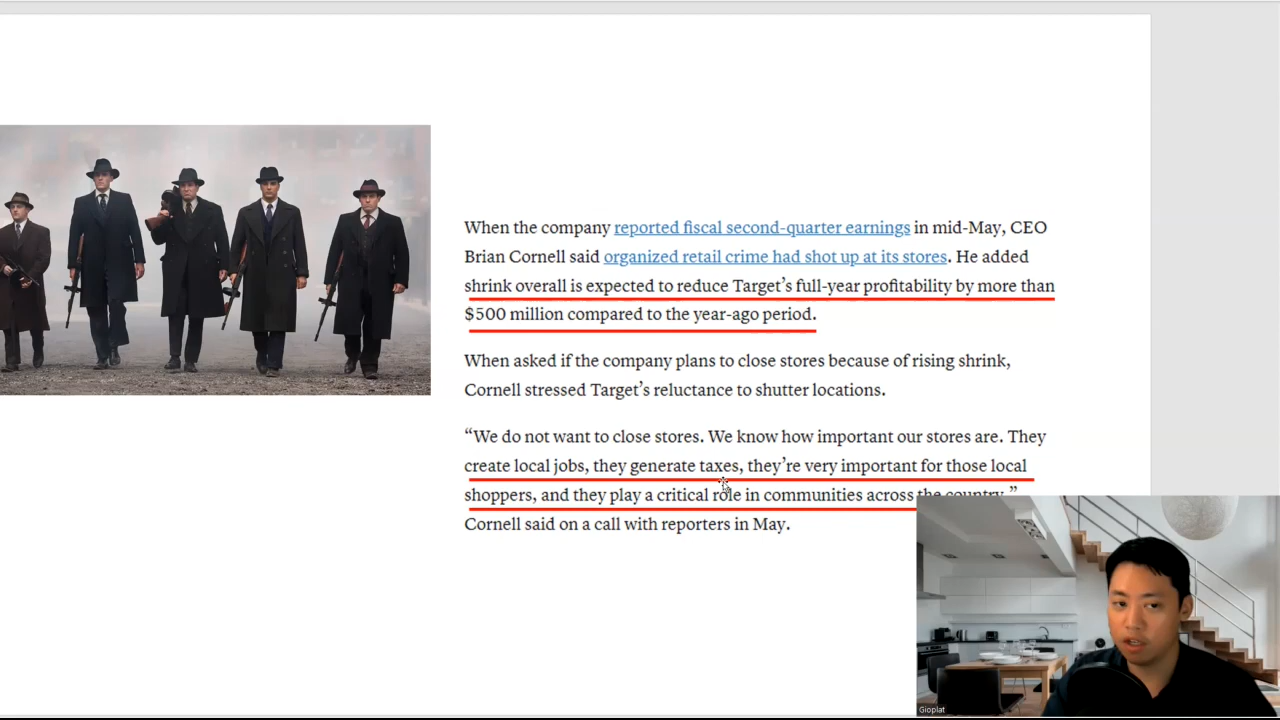 When the company reported fiscal second-quarter earnings in mid-May, CEO
Brian Cornell said organized retail crime had shot up at its stores. He added
shrink overall is expected to reduce Target’s full-year profitability by more than
$500 million compared to the year-ago period.
When asked if the company plans to close stores because of rising shrink,
Cornell stressed Target’s reluctance to shutter locations.
“We do not want to close stores. We know how important our stores are. They
create local jobs, they generate taxes, they’re very important for those local
shoppers, and they play a critical role in communities across the country,”
Cornell said on a call with reporters in May.
Gioplat